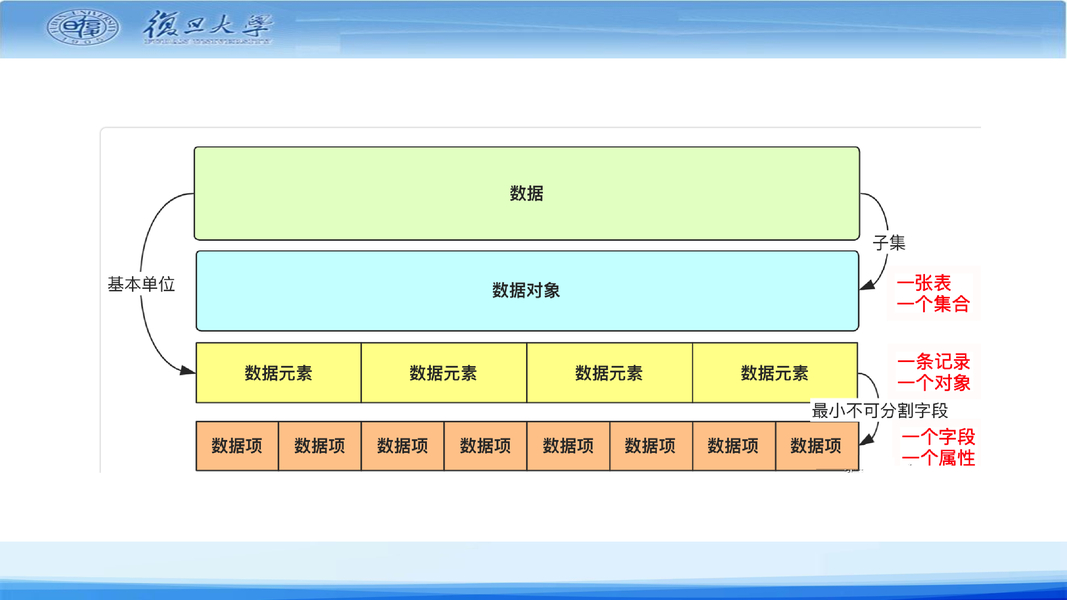 復旦大學
FUDAN UNIVERSITY
数据
子集
基本单位
数据对象
一张表
一个集合
数据元素 数据元素 数据元素 数据元素
一条记录
一个对象
最小不可分割字段
数据项 数据项 数据项 数据项 数据项 数据项 数据项 数据项
一个字段
一个属性